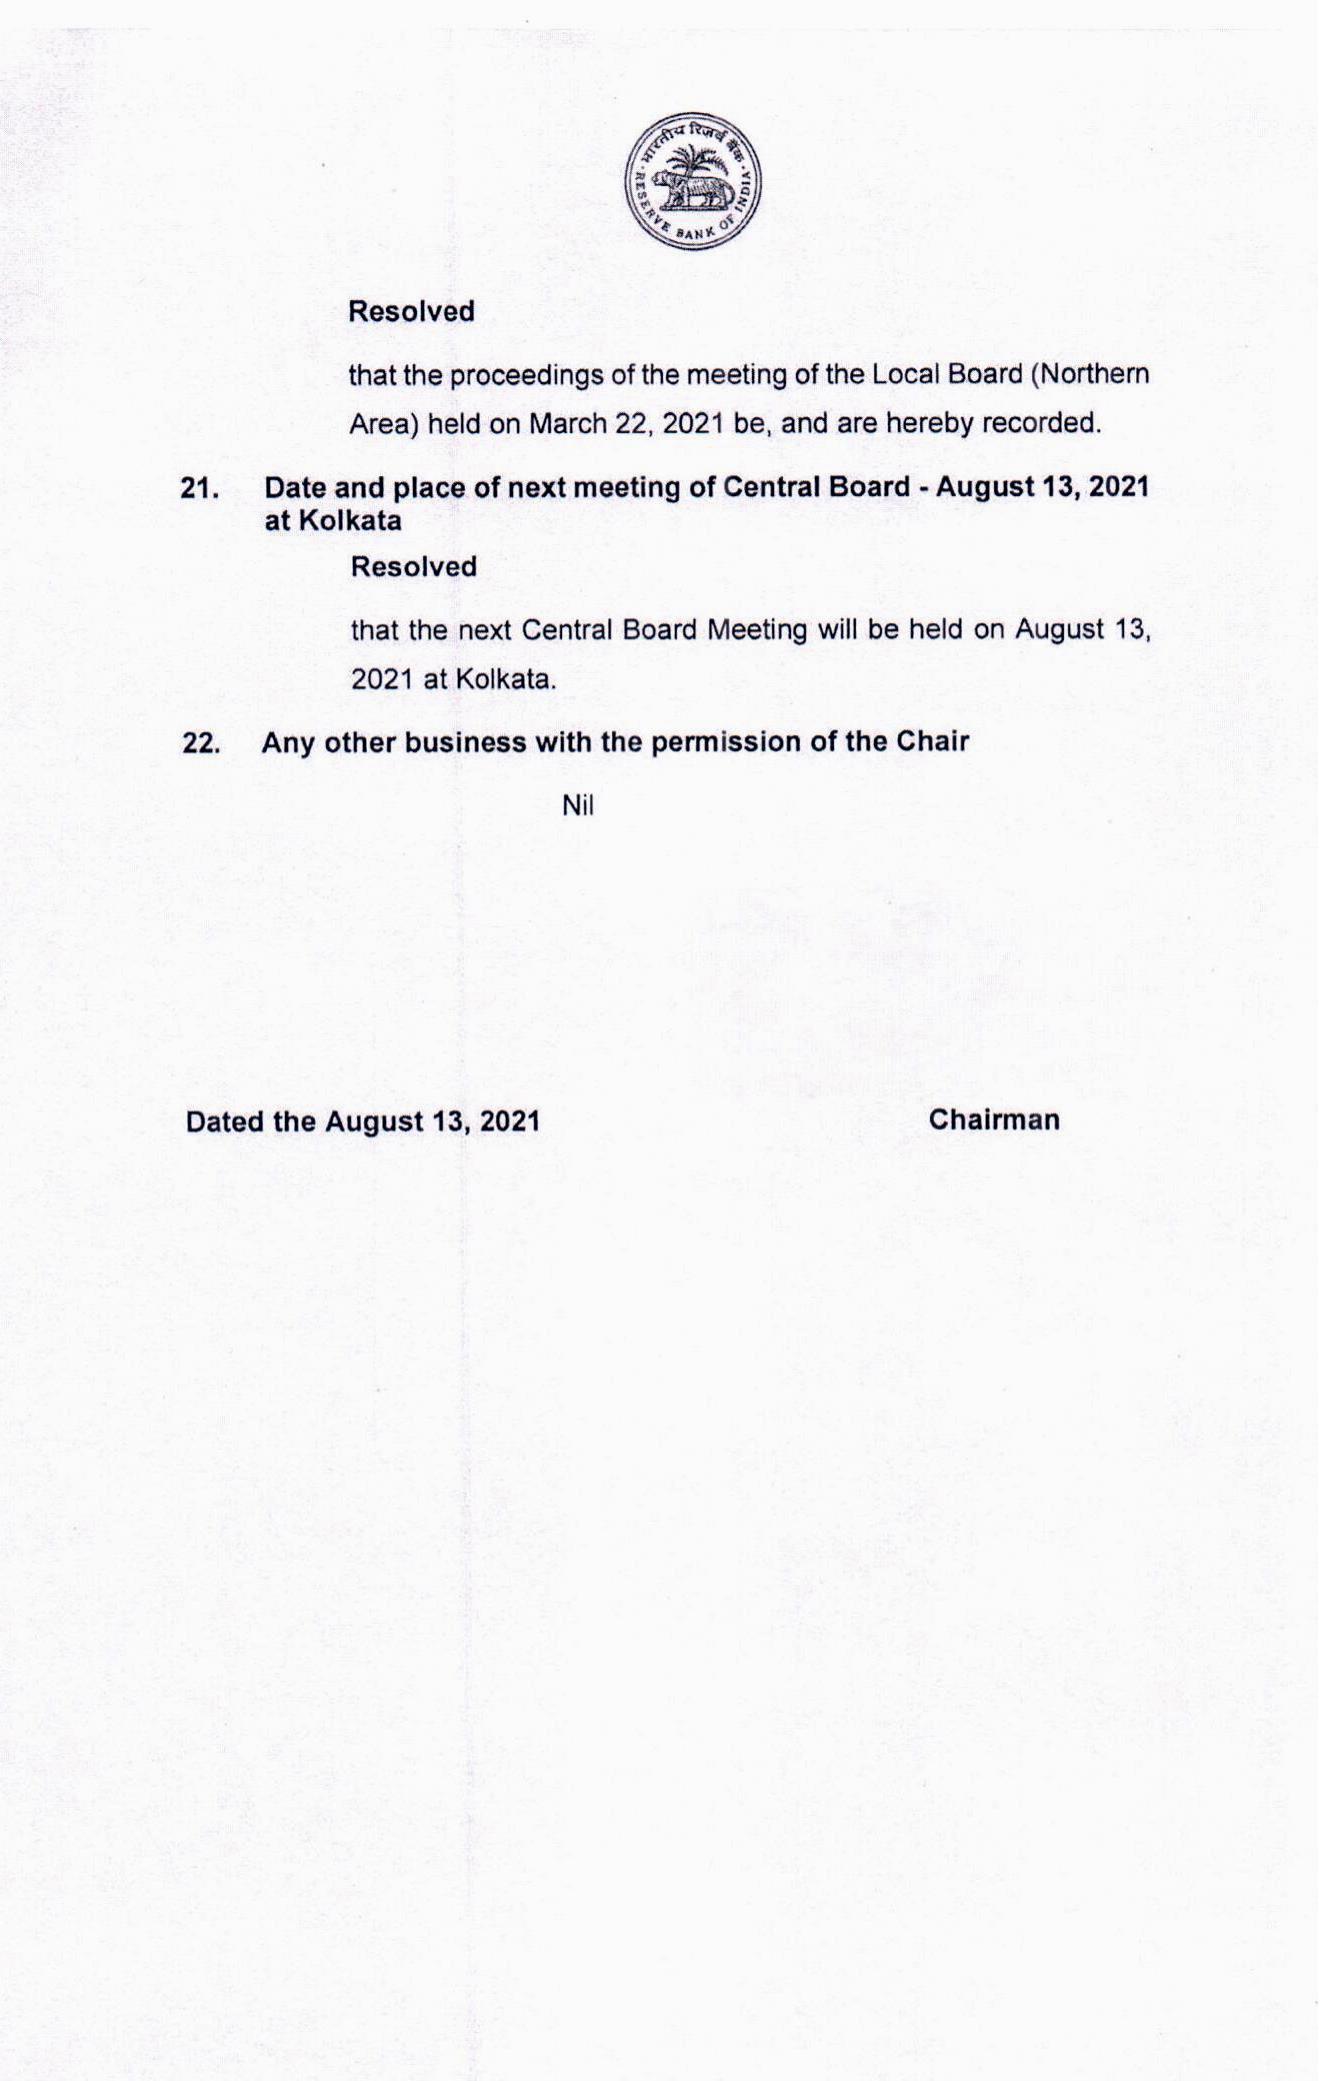 भारतीय रिज़र्व बैंक
RESERVE BANK OF INDIA
Resolved
that the proceedings of the meeting of the Local Board (Northern
Area) held on March 22, 2021 be, and are hereby recorded.
21. Date and place of next meeting of Central Board - August 13, 2021
at Kolkata
Resolved
that the next Central Board Meeting will be held on August 13,
2021 at Kolkata.
22. Any other business with the permission of the Chair
Nil
Dated the August 13, 2021 Chairman